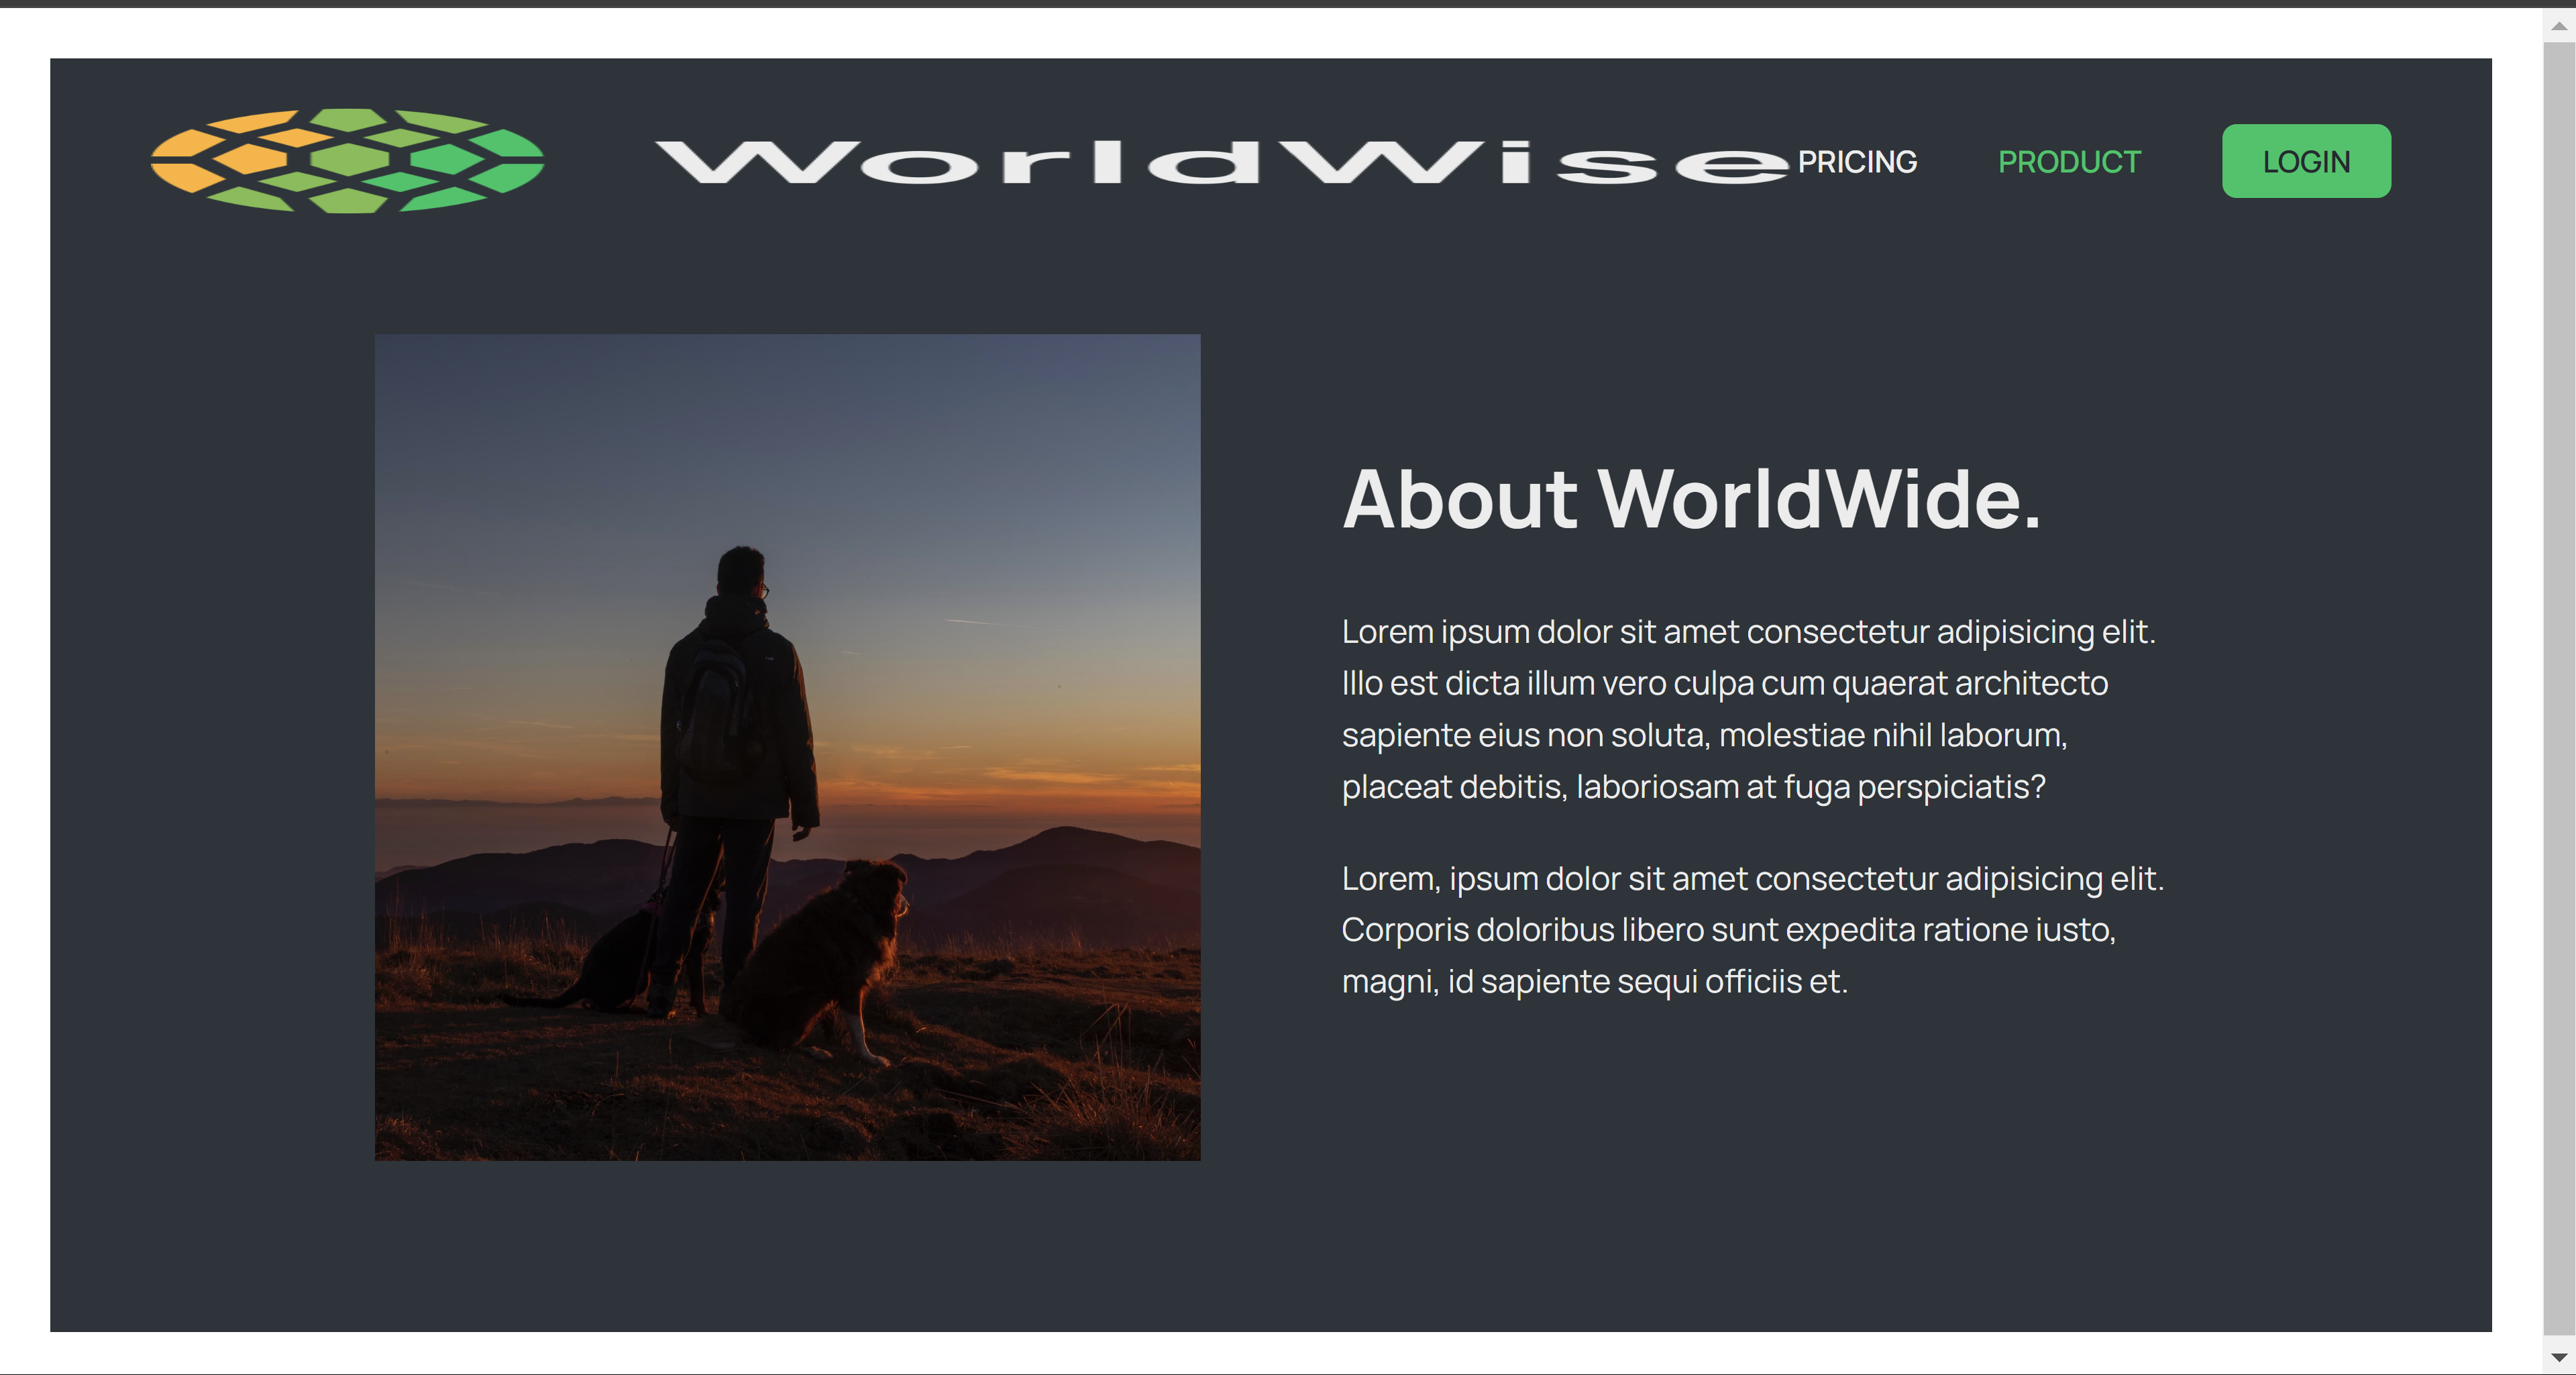 WorldWise
PRICING
PRODUCT
LOGIN
About WorldWide.
Lorem ipsum dolor sit amet consectetur adipisicing elit.
Illo est dicta illum vero culpa cum quaerat architecto
sapiente eius non soluta, molestiae nihil laborum,
placeat debitis, laboriosam at fuga perspiciatis?
Lorem, ipsum dolor sit amet consectetur adipisicing elit.
Corporis doloribus libero sunt expedita ratione iusto,
magni, id sapiente sequi officiis et.